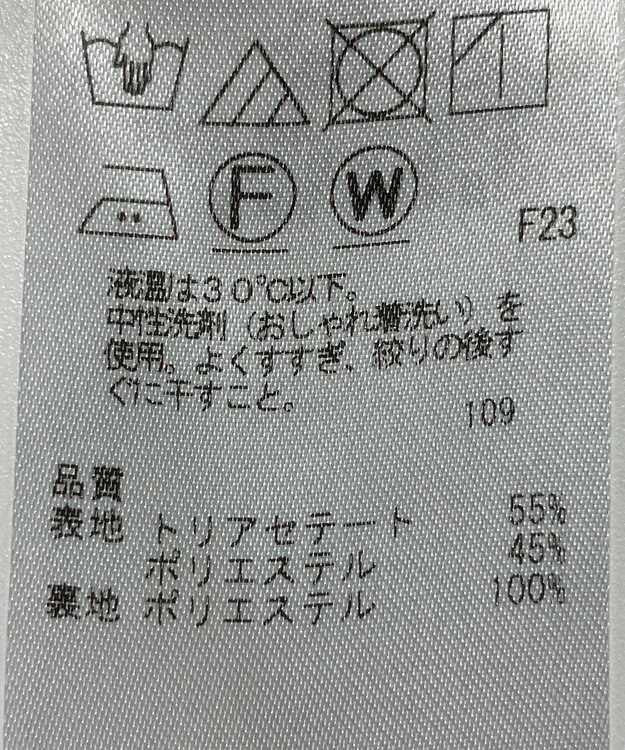 F W F23
液温は30℃以下。
中性洗剤（おしゃれ着洗い）を
使用。よくすすぎ、絞りの後す
ぐに干すこと。 109
品質
表地 トリアセテート 55%
ポリエステル 45%
裏地 ポリエステル 100%